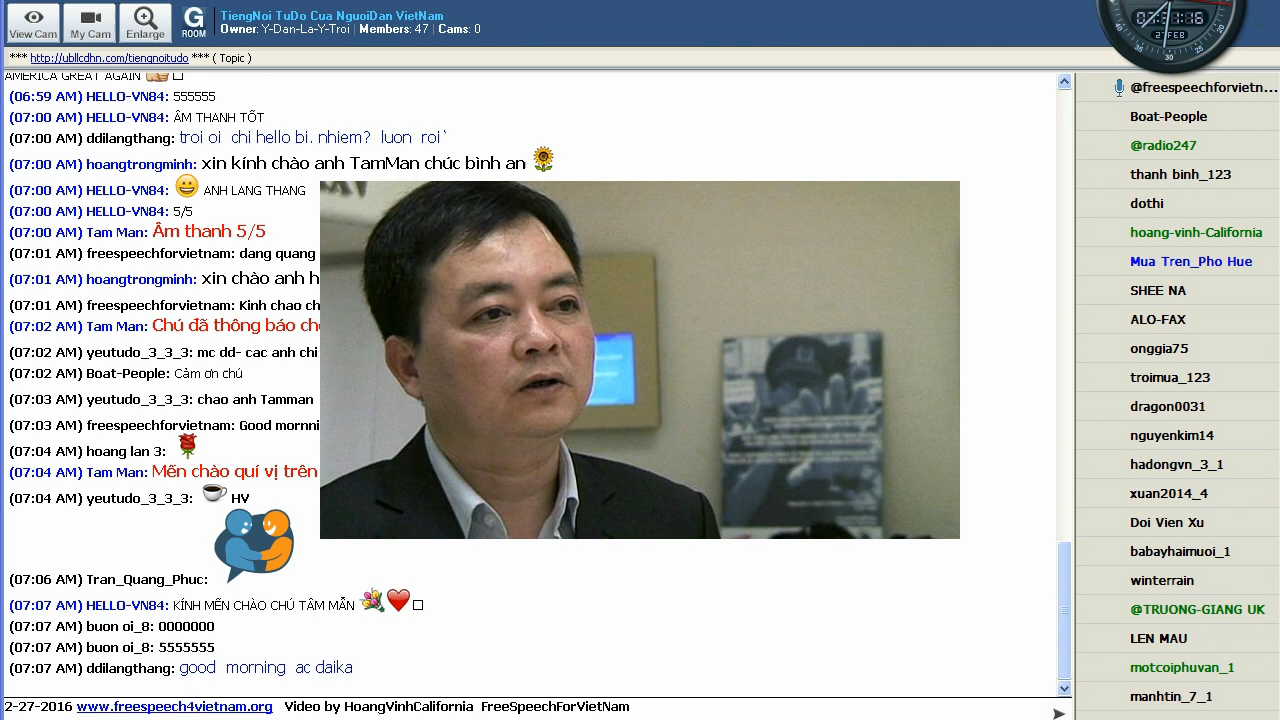 View Cam
My Cam
Enlarge
G
ROOM
TiengNoi TuDo Cua NguoiDan VietNam
Owner: Y-Dan-La-Y-Troi | Members: 47 | Cams: 0
27 FEB
*** http://ubllcdhn.com/tiengnoitudo *** ( Topic )
AMERICA GREAT AGAIN
(06:59 AM) HELLO-VN84: 555555
(07:00 AM) HELLO-VN84: ÂM THANH TỐT
(07:00 AM) ddilangthang: troi oi chi hello bi. nhiem? luon roi`
(07:00 AM) hoangtrongminh: xin kính chào anh TamMan chúc bình an
(07:00 AM) HELLO-VN84: ANH LANG THANG
(07:00 AM) HELLO-VN84: 5/5
(07:00 AM) Tam Man: Âm thanh 5/5
(07:01 AM) freespeechforvietnam: dang quang
(07:01 AM) hoangtrongminh: xin chào anh h
(07:01 AM) freespeechforvietnam: Kinh chao ch
(07:02 AM) Tam Man: Chú đã thông báo ch
(07:02 AM) yeutudo_3_3_3: mc dd- cac anh chi
(07:02 AM) Boat-People: Cảm ơn chú
(07:03 AM) yeutudo_3_3_3: chao anh Tamman
(07:03 AM) freespeechforvietnam: Good mornni
(07:04 AM) hoang lan 3:
(07:04 AM) Tam Man: Mến chào quí vị trên
(07:04 AM) yeutudo_3_3_3: HV
(07:06 AM) Tran_Quang_Phuc:
(07:07 AM) HELLO-VN84: KÍNH MẾN CHÀO CHÚ TÂM MẪN
(07:07 AM) buon oi_8: 0000000
(07:07 AM) buon oi_8: 5555555
(07:07 AM) ddilangthang: good morning ac daika
@freespeechforvietn...
Boat-People
@radio247
thanh binh_123
dothi
hoang-vinh-California
Mua Tren_Pho Hue
SHEE NA
ALO-FAX
onggia75
troimua_123
dragon0031
nguyenkim14
hadongvn_3_1
xuan2014_4
Doi Vien Xu
babayhaimuoi_1
winterrain
@TRUONG-GIANG UK
LEN MAU
motcoiphuvan_1
manhtin_7_1
2-27-2016 www.freespeech4vietnam.org Video by HoangVinhCalifornia FreeSpeechForVietNam